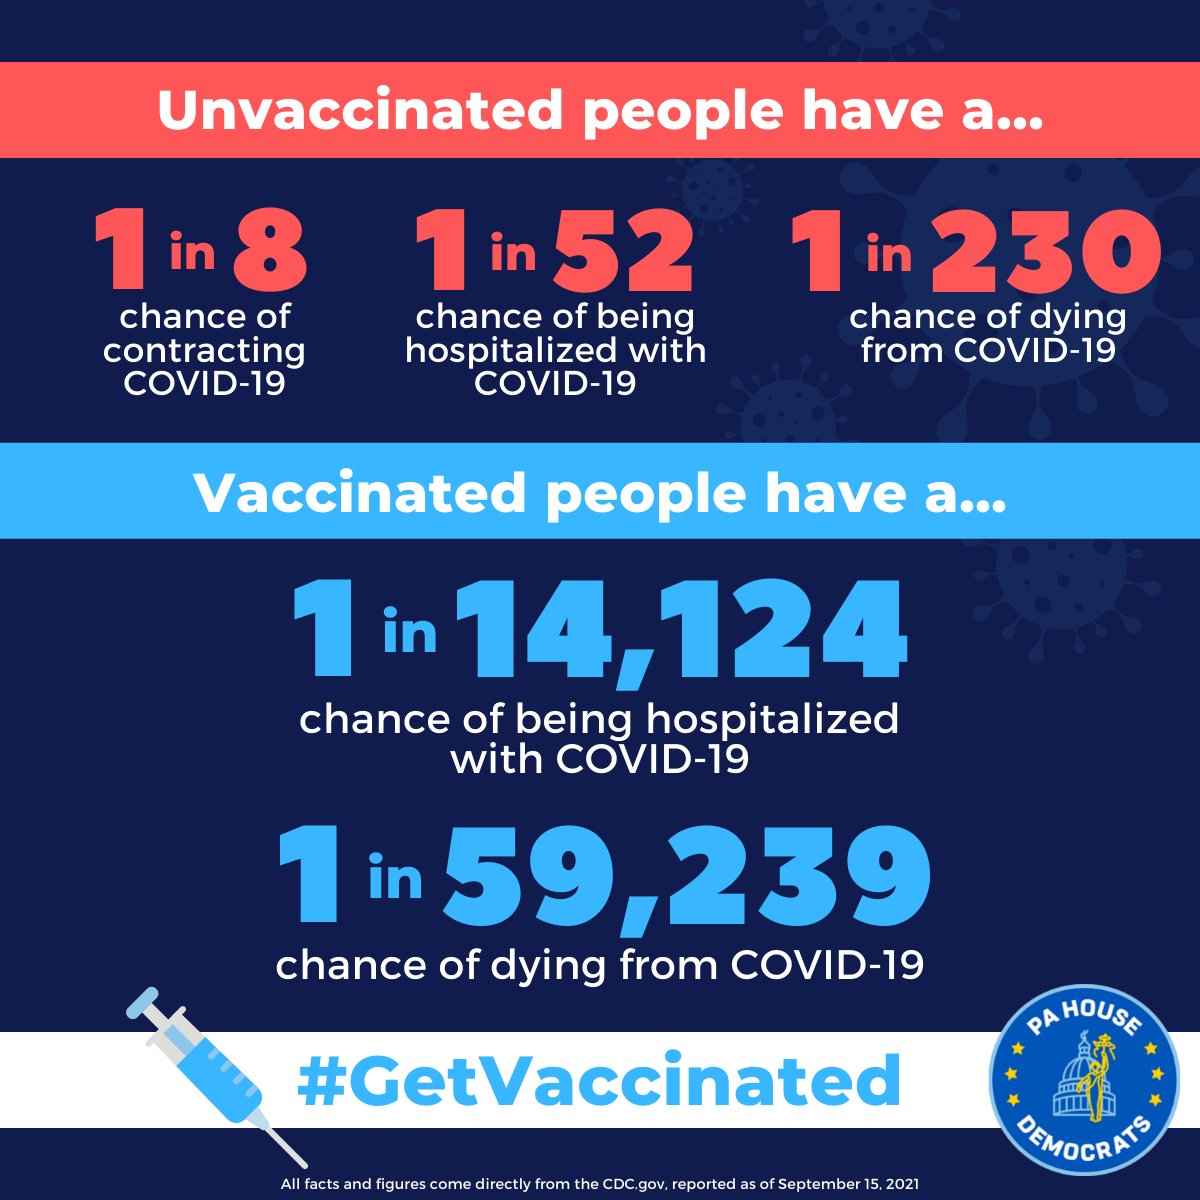 Unvaccinated people have a...
1 in 8
chance of
contracting
COVID-19
1 in 52
chance of being
hospitalized with
COVID-19
1 in 230
chance of dying
from COVID-19
Vaccinated people have a...
1 in 14,124
chance of being hospitalized
with COVID-19
1 in 59,239
chance of dying from COVID-19
#GetVaccinated
PA HOUSE
DEMOCRATS
All facts and figures come directly from the CDC.gov, reported as of September 15, 2021